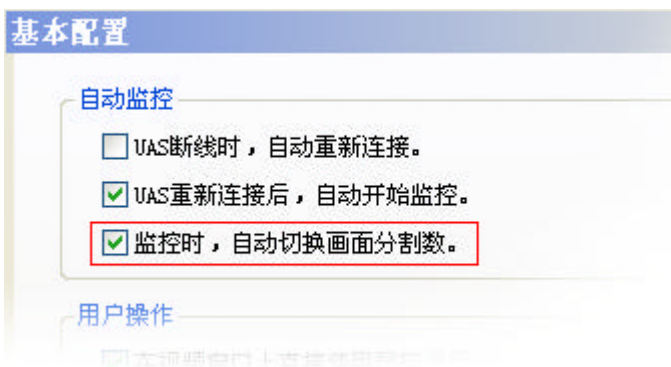 基本配置
自动监控
UAS断线时，自动重新连接。
UAS重新连接后，自动开始监控。
监控时，自动切换画面分割数。
用户操作